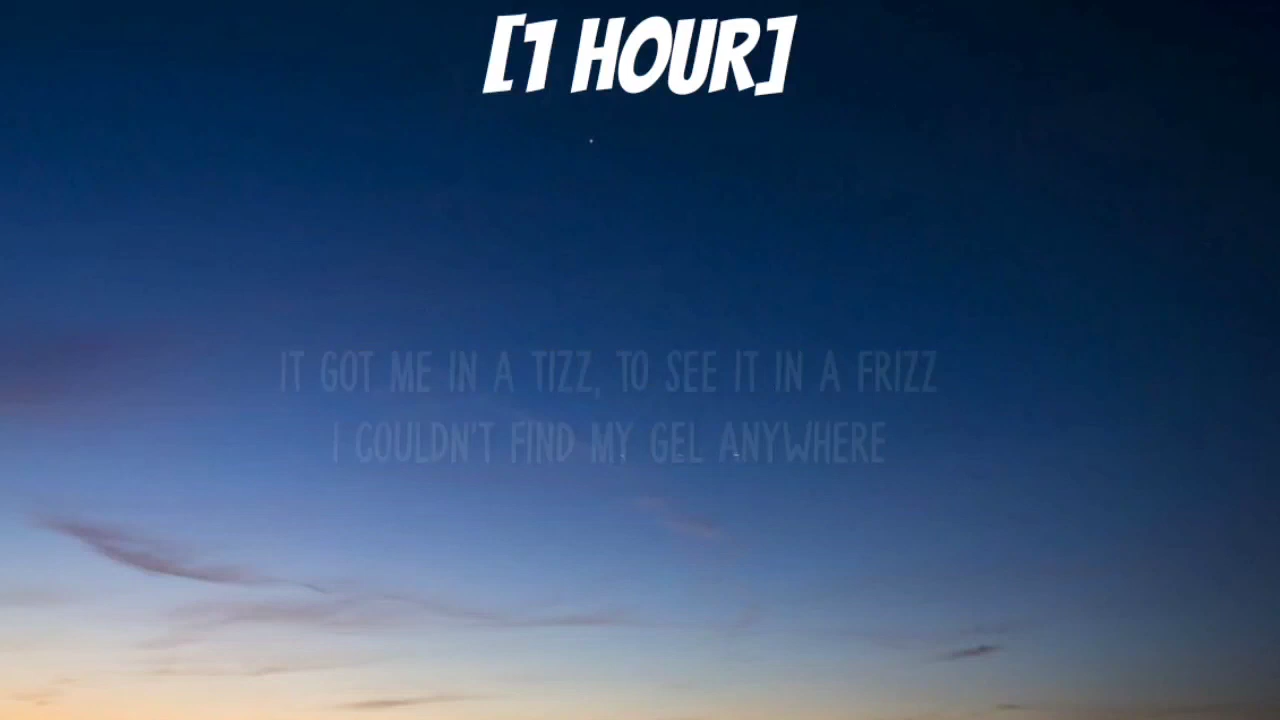 [1 HOUR]
IT GOT ME IN A TIZZ, TO SEE IT IN A FRIZZ
I COULDN'T FIND MY GEL ANYWHERE